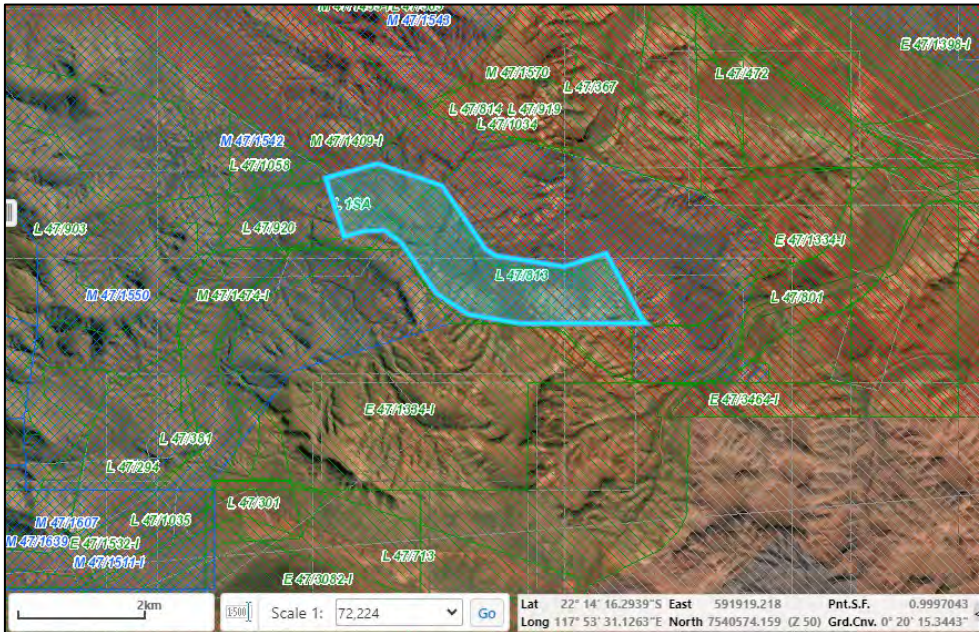 M 47/1543
E 47/1398-I
M 47/1570
L 47/472
L 47/367
L 47/814 L 47/919
L 47/1034
M 47/1542
M 47/1409-I
L 47/1058
L 1SA
L 47/903
L 47/920
E 47/1334-I
L 47/813
M 47/1550
M 47/1474-I
L 47/801
E 47/3464-I
E 47/1334-I
L 47/381
L 47/294
L 47/301
M 47/1607
L 47/1035
M 47/1639
E 47/1532-I
M 47/1511-I
L 47/713
E 47/3082-I
2km
1500
Scale 1: 72,224
Go
Lat 22° 14' 16.2939"S East 591919.218 Pnt.S.F. 0.9997043
Long 117° 53' 31.1263"E North 7540574.159 (Z 50) Grd.Cnv. 0° 20' 15.3443"